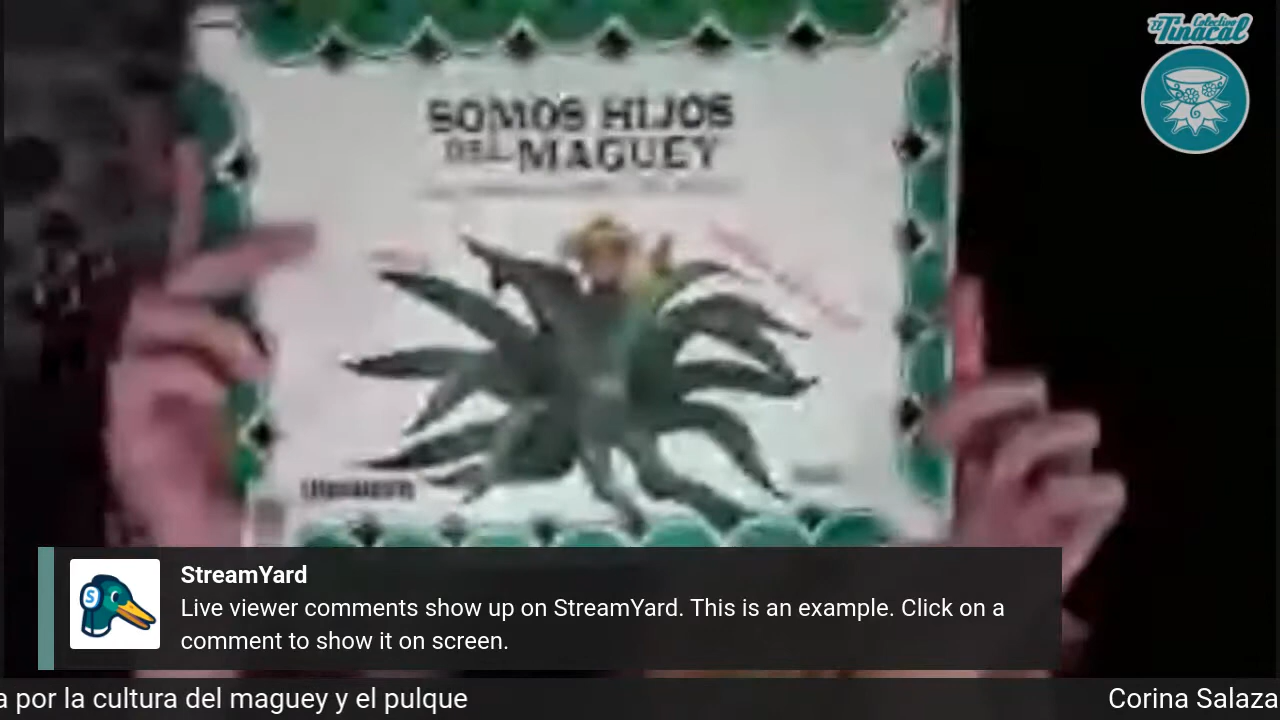 El Colectivo
Tinacal
SOMOS HIJOS
DEL MAGUEY
StreamYard
Live viewer comments show up on StreamYard. This is an example. Click on a
comment to show it on screen.
a por la cultura del maguey y el pulque
Corina Salaza